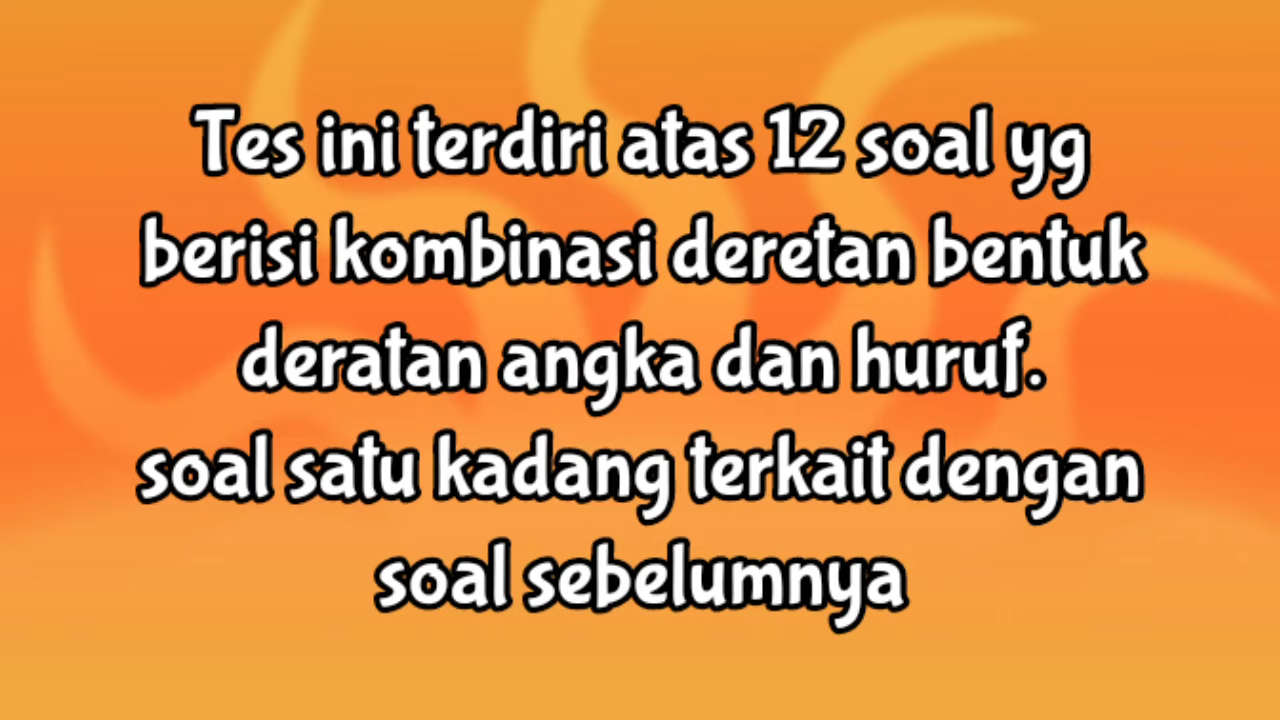 Tes ini terdiri atas 12 soal yg
berisi kombinasi deretan bentuk
deratan angka dan huruf.
soal satu kadang terkait dengan
soal sebelumnya